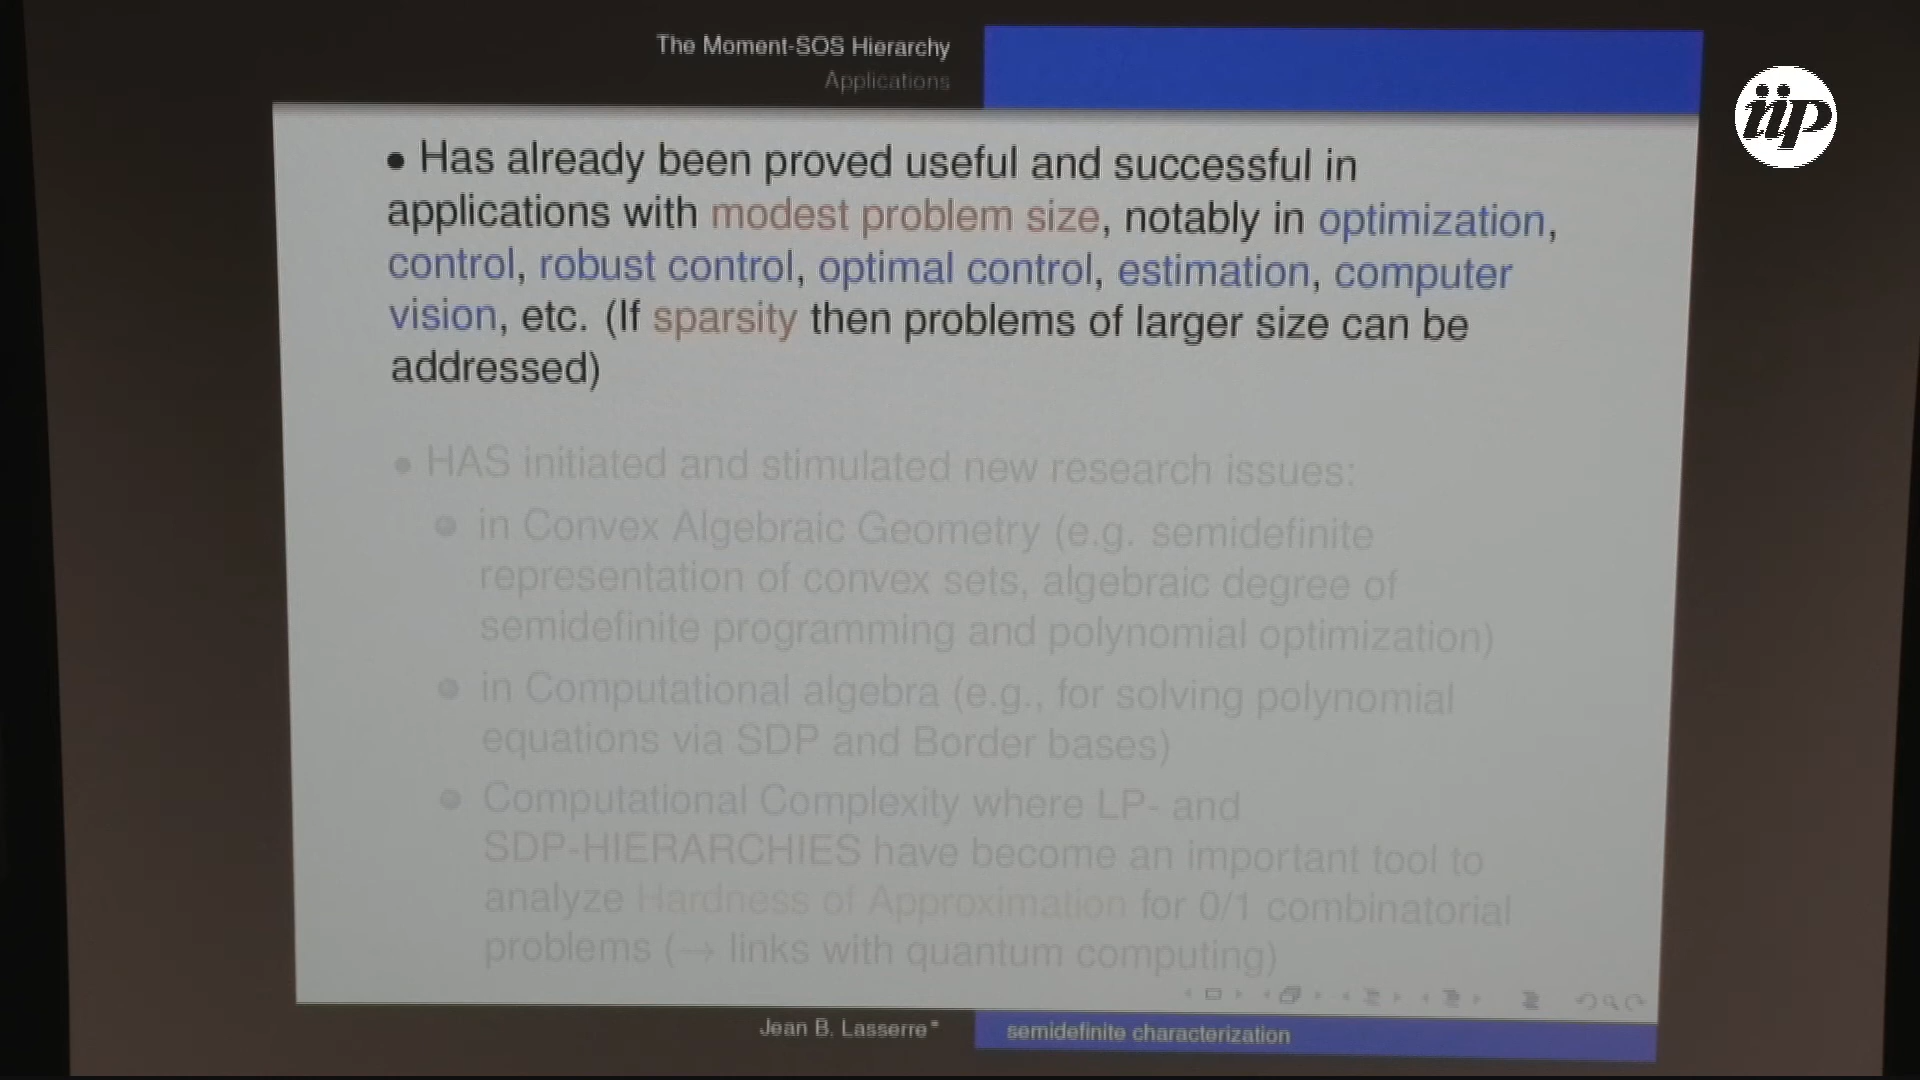 The Moment-SOS Hierarchy
Applications
iip
• Has already been proved useful and successful in
applications with modest problem size, notably in optimization,
control, robust control, optimal control, estimation, computer
vision, etc. (If sparsity then problems of larger size can be
addressed)
• HAS initiated and stimulated new research issues:
in Convex Algebraic Geometry (e.g. semidefinite
representation of convex sets, algebraic degree of
semidefinite programming and polynomial optimization)
in Computational algebra (e.g., for solving polynomial
equations via SDP and Border bases)
Computational Complexity where LP- and
SDP-HIERARCHIES have become an important tool to
analyze Hardness of Approximation for 0/1 combinatorial
problems (→ links with quantum computing)
Jean B. Lasserre*
semidefinite characterization